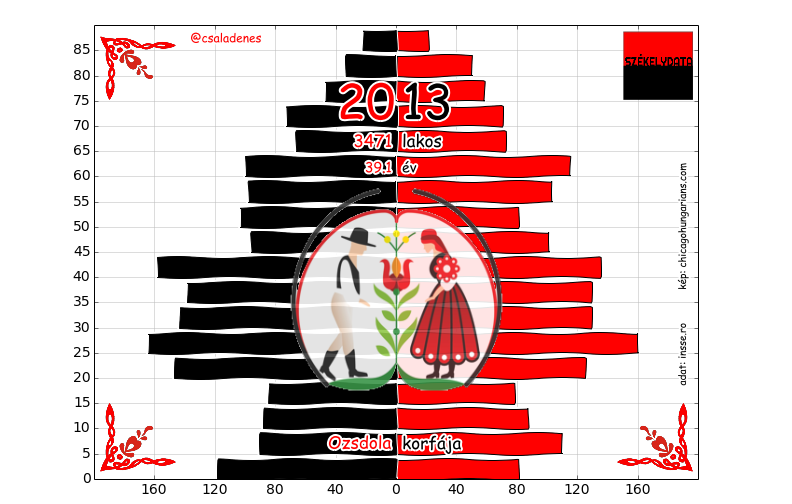 @csaladenes
SZÉKELYDATA
2013
3471 lakos
39.1 év
kép: chicagohungarians.com
adat: insse.ro
Ozsdola korfája
85
80
75
70
65
60
55
50
45
40
35
30
25
20
15
10
5
0
160 120 80 40 0 40 80 120 160